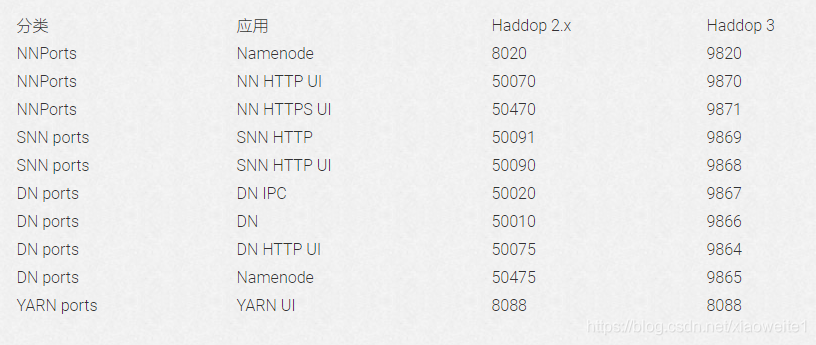 分类 应用 Haddop 2.x Haddop 3
NNPorts Namenode 8020 9820
NNPorts NN HTTP UI 50070 9870
NNPorts NN HTTPS UI 50470 9871
SNN ports SNN HTTP 50091 9869
SNN ports SNN HTTP UI 50090 9868
DN ports DN IPC 50020 9867
DN ports DN 50010 9866
DN ports DN HTTP UI 50075 9864
DN ports Namenode 50475 9865
YARN ports YARN UI 8088 8088
https://blog.csdn.net/xiaoweite1